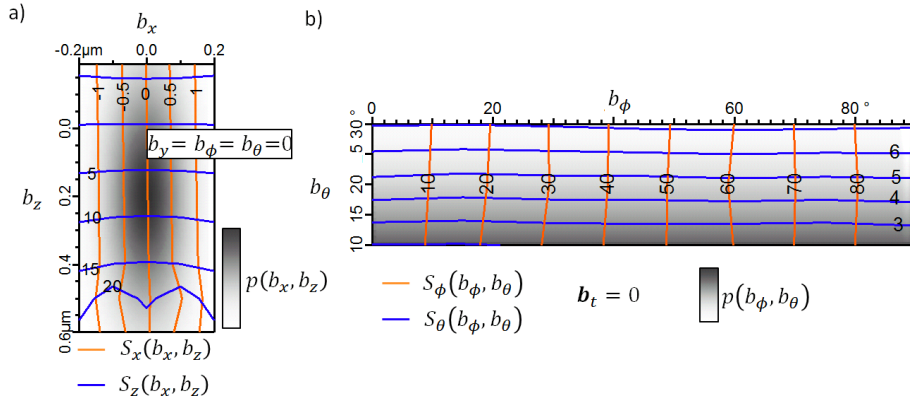 a)
b_x
-0.2µm 0.0 0.2
-1 -0.5 0 0.5 1
0.0
b_y = b_ϕ = b_θ =0
5
b_z
0.2
10
0.4
15
20
0.6µm
p(b_x, b_z)
S_x(b_x, b_z)
S_z(b_x, b_z)
b)
b_ϕ
0 20 40 60 80 °
30 °
5
20
15
10
b_θ
10 20 30 40 50 60 70 80
6
5
4
3
S_ϕ(b_ϕ, b_θ)
S_θ(b_ϕ, b_θ)
b_t = 0
p(b_ϕ, b_θ)